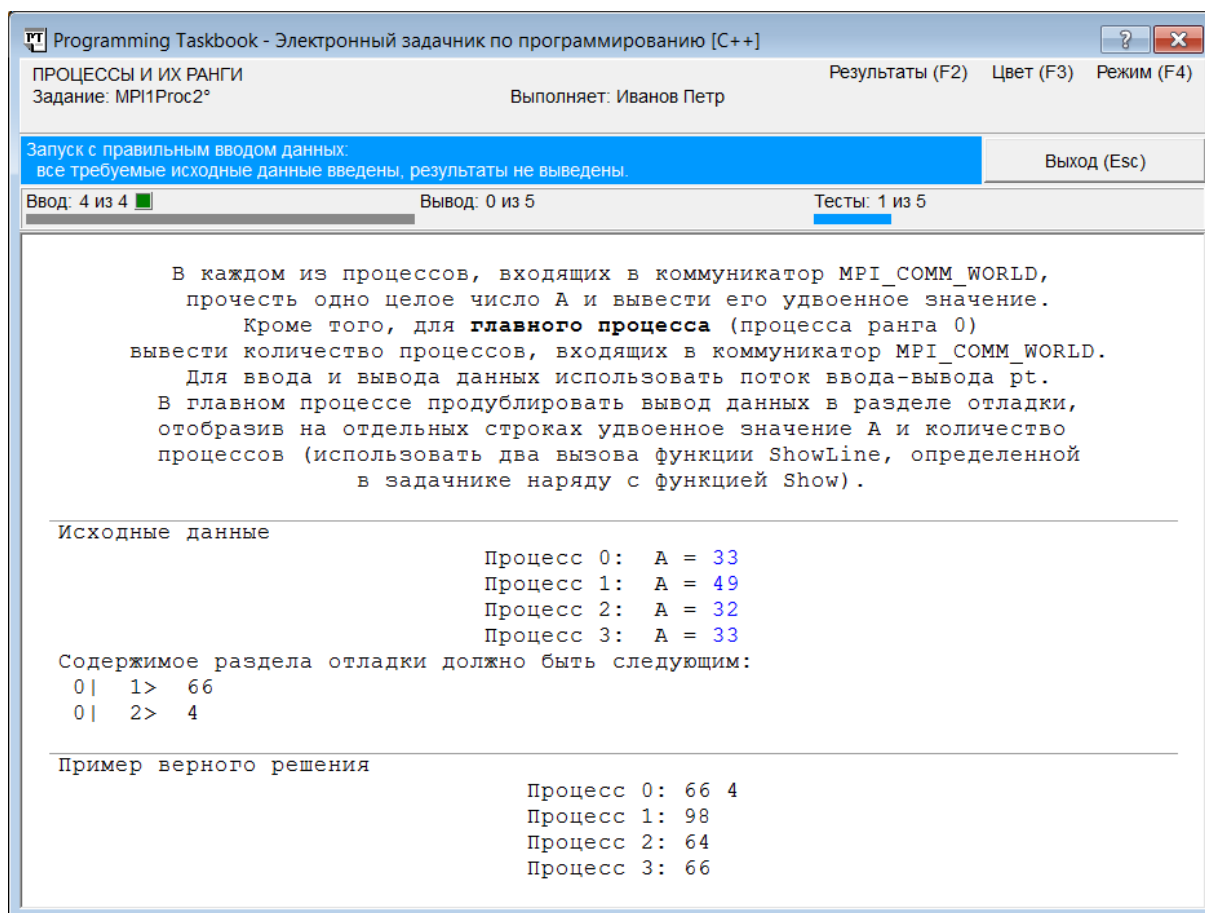 Programming Taskbook - Электронный задачник по программированию [C++]
ПРОЦЕССЫ И ИХ РАНГИ
Результаты (F2) Цвет (F3) Режим (F4)
Задание: MPI1Proc2° Выполняет: Иванов Петр
Запуск с правильным вводом данных:
все требуемые исходные данные введены, результаты не выведены.
Выход (Esc)
Ввод: 4 из 4 Вывод: 0 из 5 Тесты: 1 из 5
В каждом из процессов, входящих в коммуникатор MPI_COMM_WORLD,
прочесть одно целое число A и вывести его удвоенное значение.
Кроме того, для главного процесса (процесса ранга 0)
вывести количество процессов, входящих в коммуникатор MPI_COMM_WORLD.
Для ввода и вывода данных использовать поток ввода-вывода pt.
В главном процессе продублировать вывод данных в разделе отладки,
отобразив на отдельных строках удвоенное значение A и количество
процессов (использовать два вызова функции ShowLine, определенной
в задачнике наряду с функцией Show).
Исходные данные
Процесс 0: A = 33
Процесс 1: A = 49
Процесс 2: A = 32
Процесс 3: A = 33
Содержимое раздела отладки должно быть следующим:
0| 1> 66
0| 2> 4
Пример верного решения
Процесс 0: 66 4
Процесс 1: 98
Процесс 2: 64
Процесс 3: 66